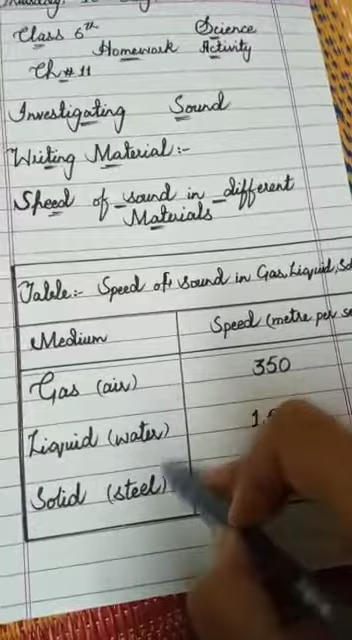 Class 6th Science
Homework Activity
Ch # 11
Investigating Sound
Writing Material:-
Speed of sound in different
Materials
Table:- Speed of sound in Gas, Liquid,
Medium Speed (metre per
Gas (air) 350
Liquid (water)
Solid (steel)